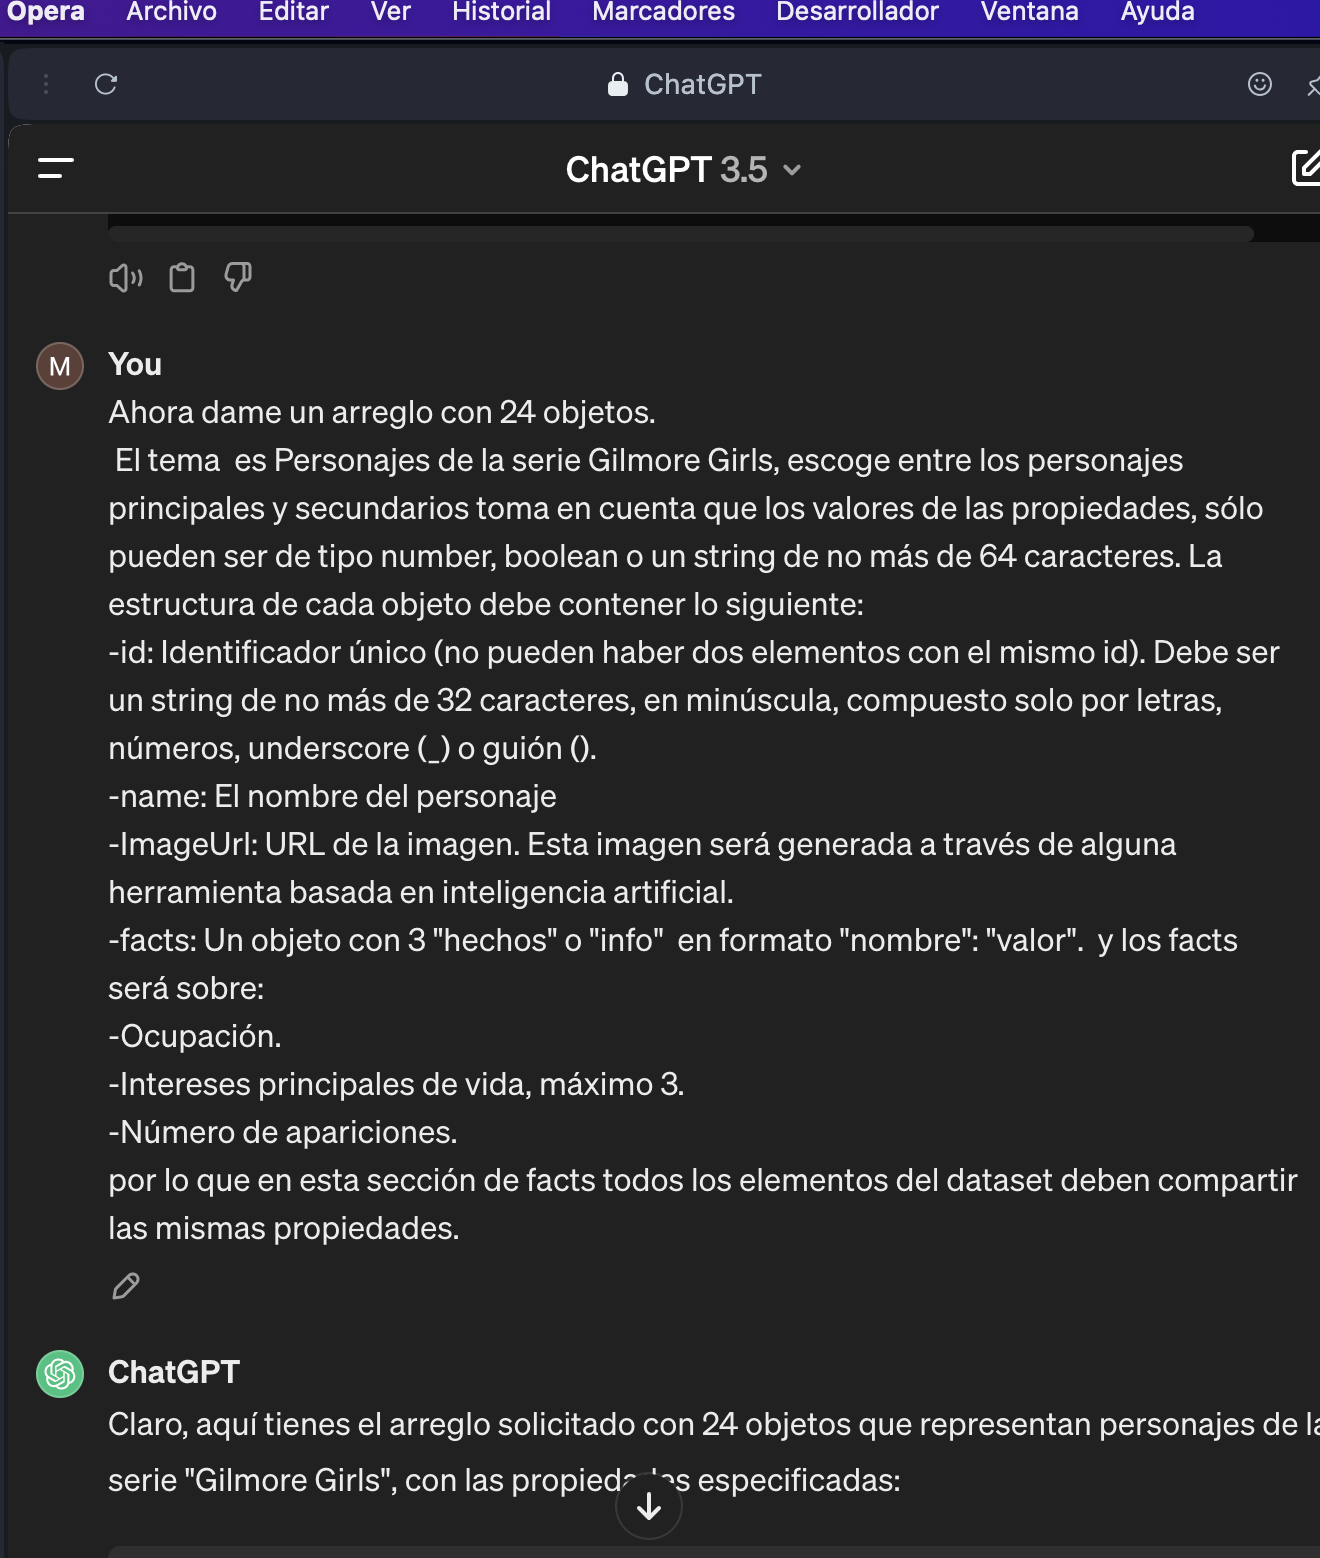 Opera Archivo Editar Ver Historial Marcadores Desarrollador Ventana Ayuda
ChatGPT
ChatGPT 3.5
M You
Ahora dame un arreglo con 24 objetos.
El tema  es Personajes de la serie Gilmore Girls, escoge entre los personajes
principales y secundarios toma en cuenta que los valores de las propiedades, sólo
pueden ser de tipo number, boolean o un string de no más de 64 caracteres. La
estructura de cada objeto debe contener lo siguiente:
-id: Identificador único (no pueden haber dos elementos con el mismo id). Debe ser
un string de no más de 32 caracteres, en minúscula, compuesto solo por letras,
números, underscore (_) o guión ().
-name: El nombre del personaje
-ImageUrl: URL de la imagen. Esta imagen será generada a través de alguna
herramienta basada en inteligencia artificial.
-facts: Un objeto con 3 "hechos" o "info"  en formato "nombre": "valor".  y los facts
será sobre:
-Ocupación.
-Intereses principales de vida, máximo 3.
-Número de apariciones.
por lo que en esta sección de facts todos los elementos del dataset deben compartir
las mismas propiedades.
ChatGPT
Claro, aquí tienes el arreglo solicitado con 24 objetos que representan personajes de la
serie "Gilmore Girls", con las propiedades especificadas: